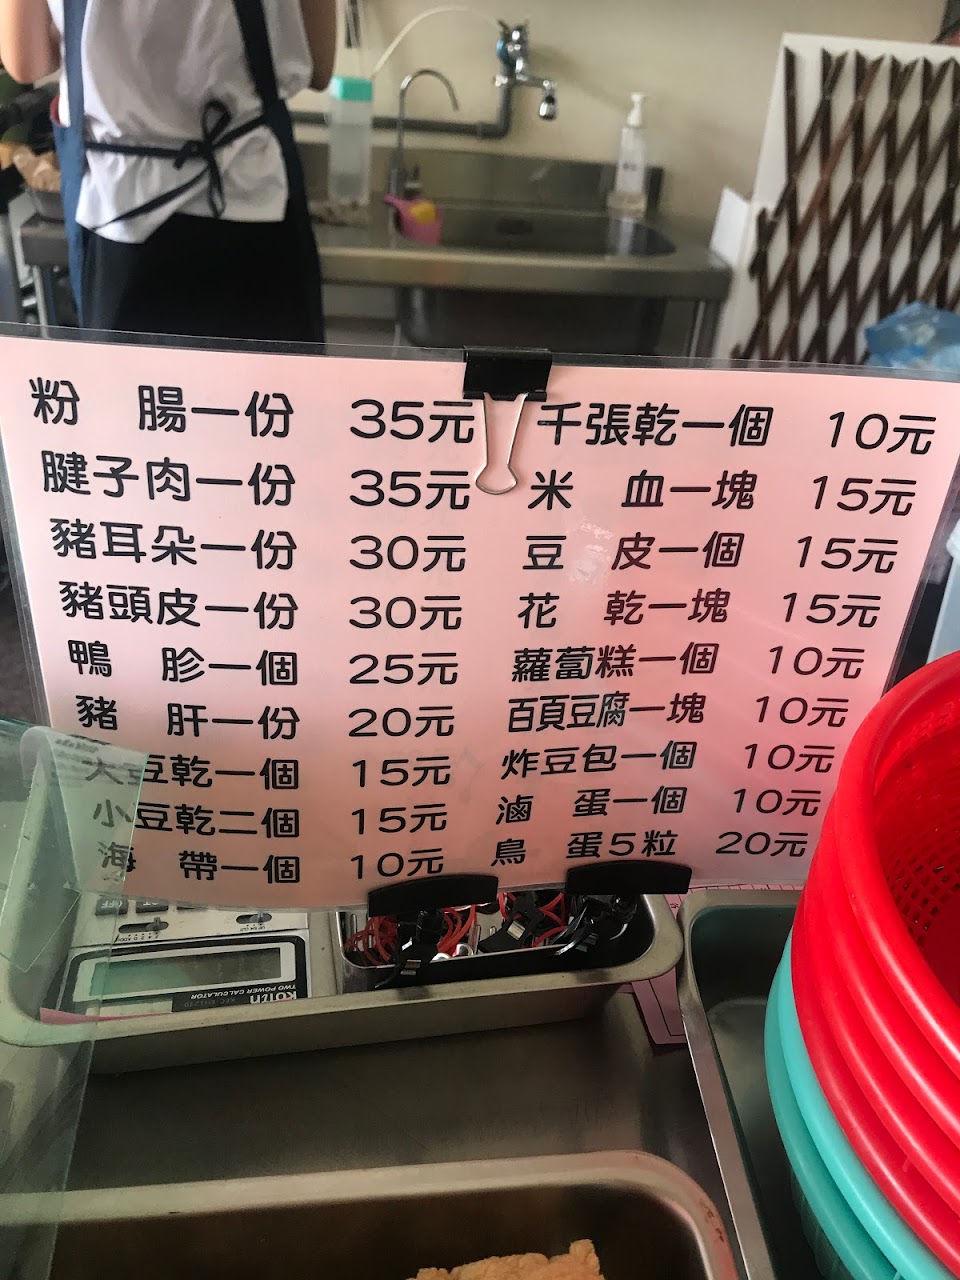 粉 腸一份 35元
腱子肉一份 35元
豬耳朵一份 30元
豬頭皮一份 30元
鴨 胗一個 25元
豬 肝一份 20元
大豆乾一個 15元
小豆乾二個 15元
海 帶一個 10元
千張乾一個 10元
米 血一塊 15元
豆 皮一個 15元
花 乾一塊 15元
蘿蔔糕一個 10元
百頁豆腐一塊 10元
炸豆包一個 10元
滷 蛋一個 10元
鳥 蛋5粒 20元
Kolin
TWO POWER CALCULATOR